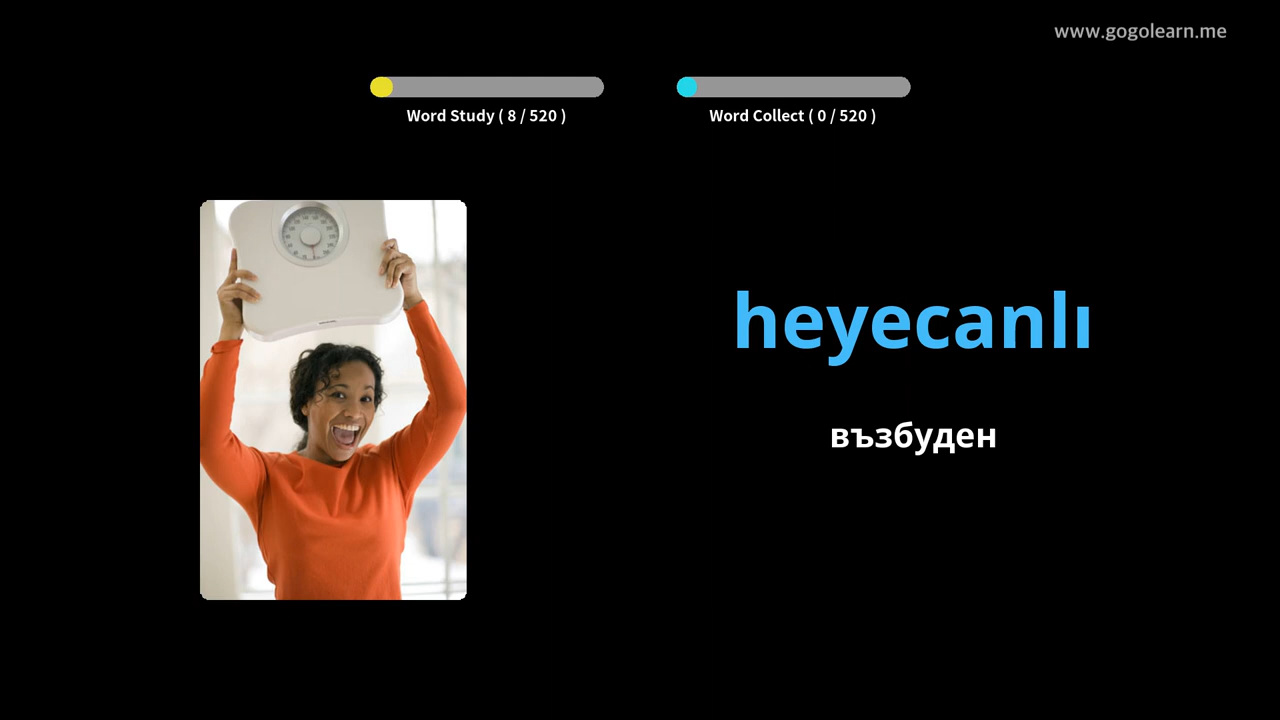 www.gogolearn.me
Word Study ( 8 / 520 )
Word Collect ( 0 / 520 )
heyecanlı
възбуден